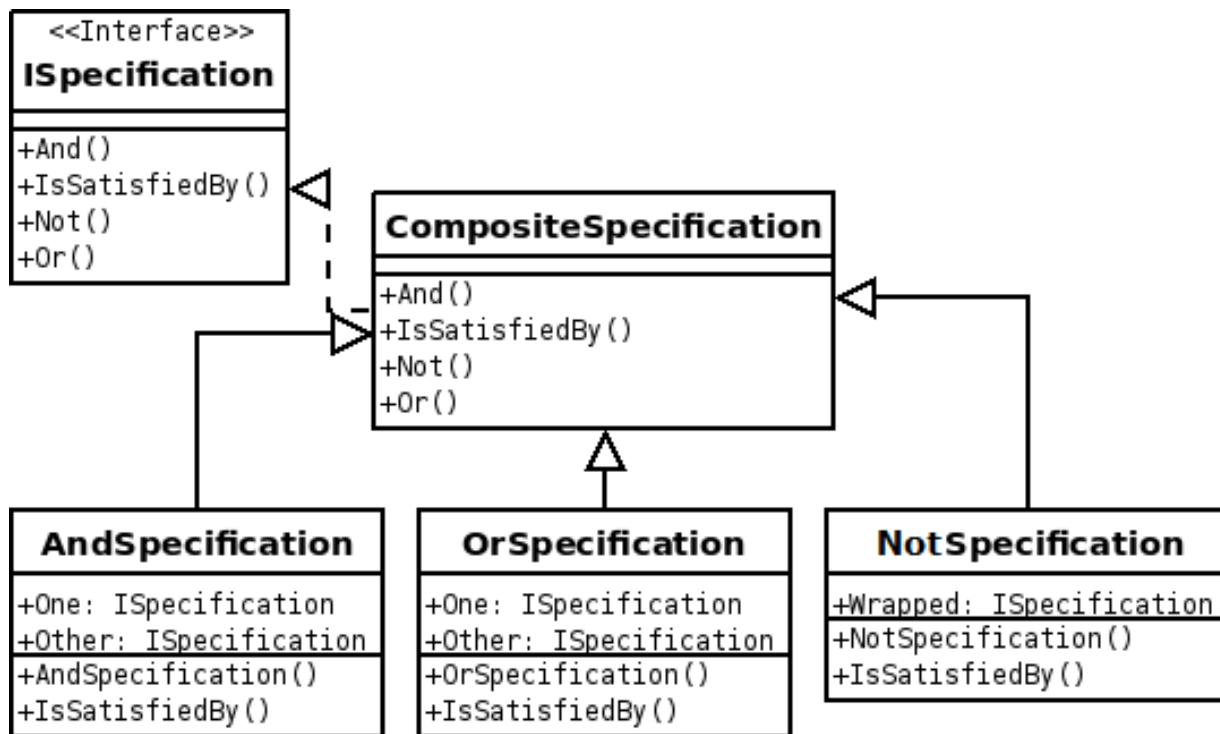 <<Interface>>
ISpecification
+And()
+IsSatisfiedBy()
+Not()
+Or()
CompositeSpecification
+And()
+IsSatisfiedBy()
+Not()
+Or()
AndSpecification
+One: ISpecification
+Other: ISpecification
+AndSpecification()
+IsSatisfiedBy()
OrSpecification
+One: ISpecification
+Other: ISpecification
+OrSpecification()
+IsSatisfiedBy()
NotSpecification
+Wrapped: ISpecification
+NotSpecification()
+IsSatisfiedBy()